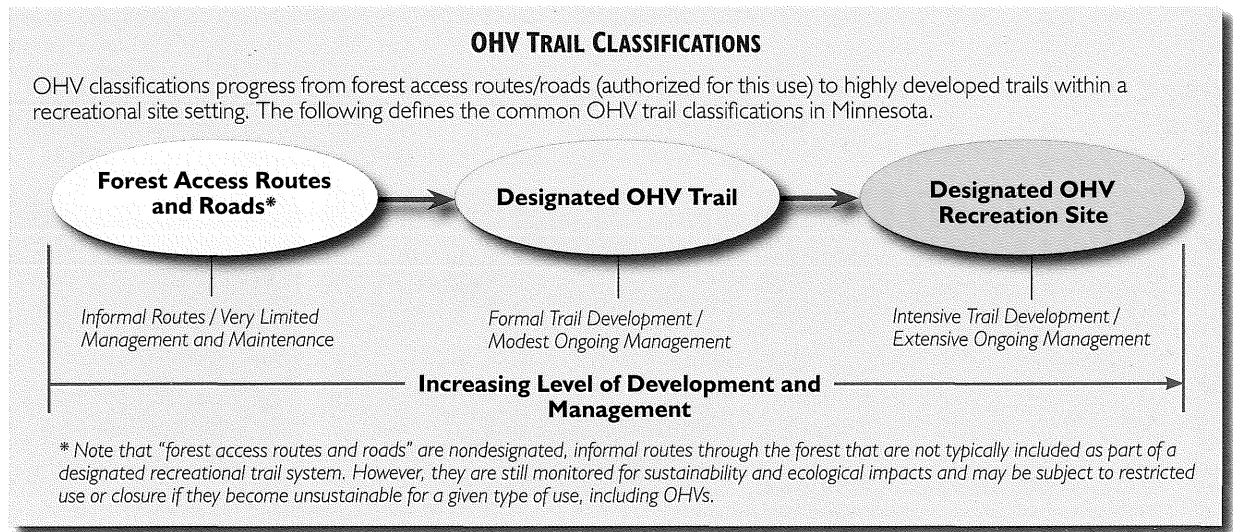 OHV TRAIL CLASSIFICATIONS
OHV classifications progress from forest access routes/roads (authorized for this use) to highly developed trails within a
recreational site setting. The following defines the common OHV trail classifications in Minnesota.
Forest Access Routes
and Roads*
Designated OHV Trail
Designated OHV
Recreation Site
Informal Routes / Very Limited
Management and Maintenance
Formal Trail Development /
Modest Ongoing Management
Intensive Trail Development /
Extensive Ongoing Management
Increasing Level of Development and
Management
* Note that “forest access routes and roads” are nondesignated, informal routes through the forest that are not typically included as part of a
designated recreational trail system. However, they are still monitored for sustainability and ecological impacts and may be subject to restricted
use or closure if they become unsustainable for a given type of use, including OHVs.